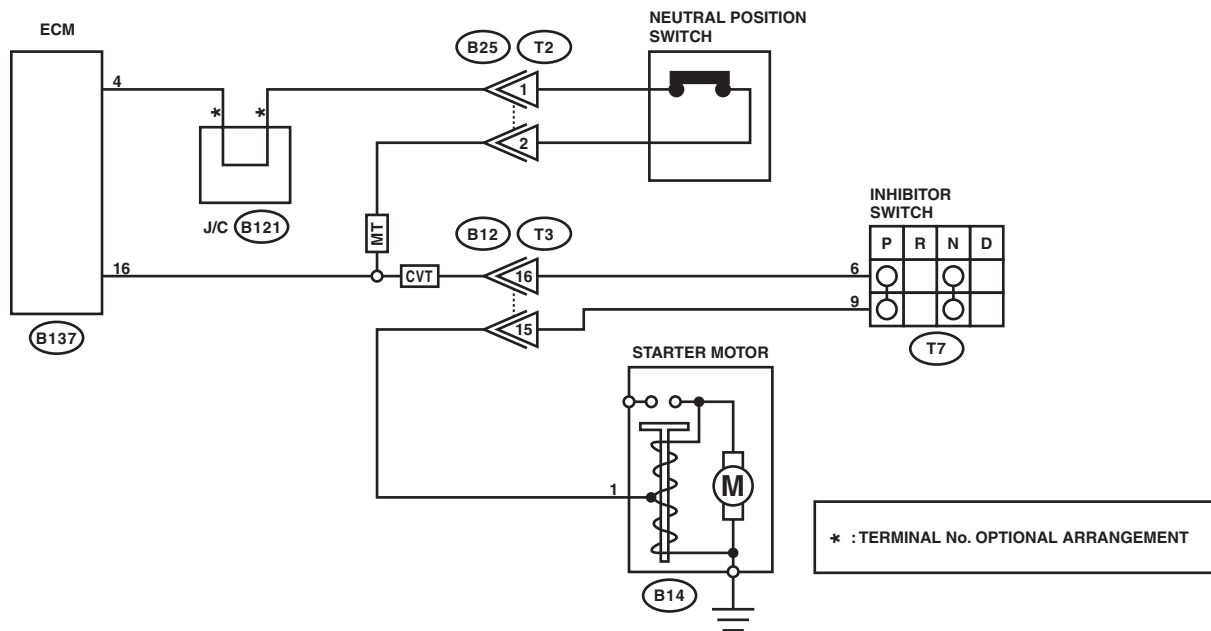 ECM
NEUTRAL POSITION
SWITCH
B25
T2
4
1
*
*
2
J/C
B121
MT
B12
T3
INHIBITOR
SWITCH
P R N D
16
CVT
16
6
15
9
B137
T7
STARTER MOTOR
1
M
* : TERMINAL No. OPTIONAL ARRANGEMENT
B14